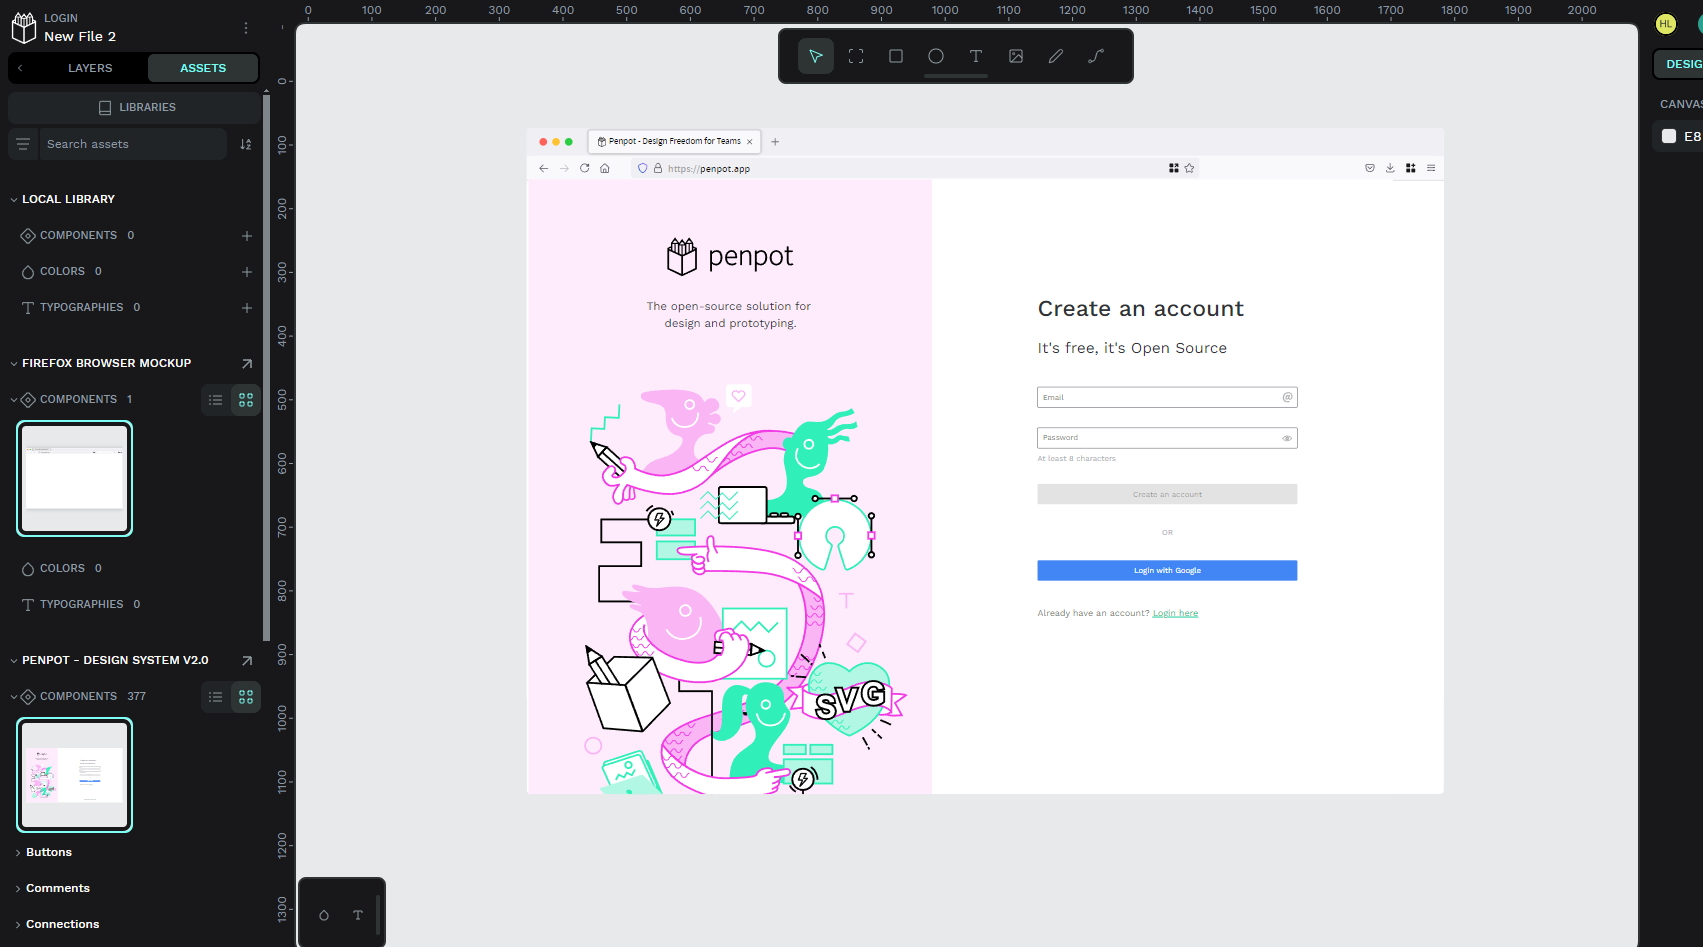 LOGIN
New File 2
LAYERS
ASSETS
LIBRARIES
Search assets
LOCAL LIBRARY
COMPONENTS 0
COLORS 0
TYPOGRAPHIES 0
FIREFOX BROWSER MOCKUP
COMPONENTS 1
COLORS 0
TYPOGRAPHIES 0
PENPOT - DESIGN SYSTEM V2.0
COMPONENTS 377
Buttons
Comments
Connections
0 100 200 300 400 500 600 700 800 900 1000 1100 1200 1300 1400 1500 1600 1700 1800 1900 2000
0
100
200
300
400
500
600
700
800
900
1000
1100
1200
1300
Penpot - Design Freedom for Teams
https://penpot.app
penpot
The open-source solution for
design and prototyping.
SVG
Create an account
It's free, it's Open Source
Email
@
Password
At least 8 characters
Create an account
OR
Login with Google
Already have an account? Login here
HL
DESIG
CANVAS
E8